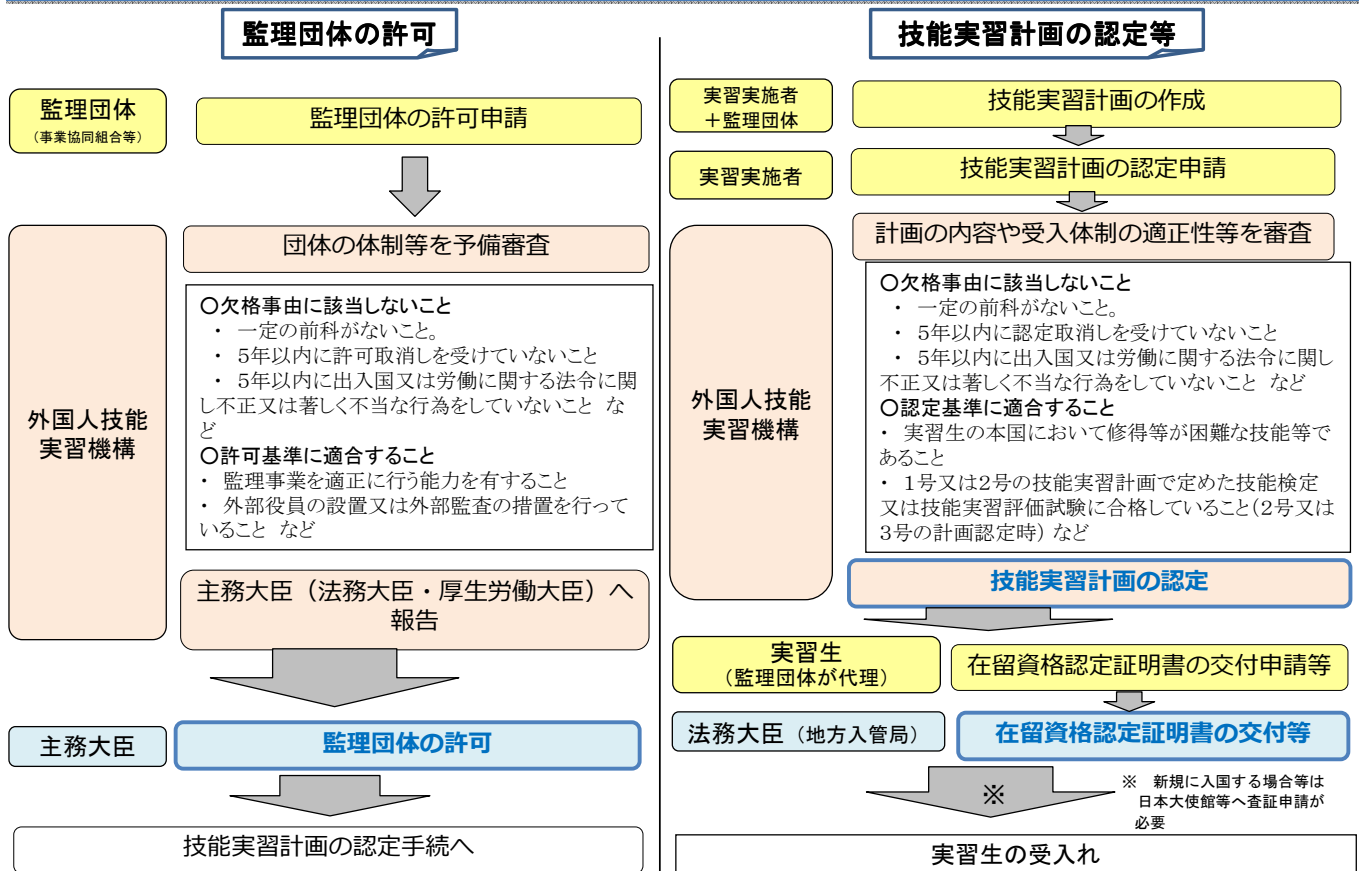 監理団体の許可
監理団体
(事業協同組合等)
監理団体の許可申請
外国人技能
実習機構
団体の体制等を予備審査
○欠格事由に該当しないこと
・ 一定の前科がないこと。
・ 5年以内に許可取消しを受けていないこと
・ 5年以内に出入国又は労働に関する法令に関
し不正又は著しく不当な行為をしていないこと な
ど
○許可基準に適合すること
・ 監理事業を適正に行う能力を有すること
・ 外部役員の設置又は外部監査の措置を行って
いること など
主務大臣（法務大臣・厚生労働大臣）へ
報告
主務大臣
監理団体の許可
技能実習計画の認定手続へ
技能実習計画の認定等
実習実施者
＋監理団体
技能実習計画の作成
実習実施者
技能実習計画の認定申請
外国人技能
実習機構
計画の内容や受入体制の適正性等を審査
○欠格事由に該当しないこと
・ 一定の前科がないこと。
・ 5年以内に認定取消しを受けていないこと
・ 5年以内に出入国又は労働に関する法令に関し
不正又は著しく不当な行為をしていないこと など
○認定基準に適合すること
・ 実習生の本国において修得等が困難な技能等で
あること
・ 1号又は2号の技能実習計画で定めた技能検定
又は技能実習評価試験に合格していること(2号又は
3号の計画認定時) など
技能実習計画の認定
実習生
（監理団体が代理）
在留資格認定証明書の交付申請等
法務大臣（地方入管局）
在留資格認定証明書の交付等
※
※ 新規に入国する場合等は
日本大使館等へ査証申請が
必要
実習生の受入れ